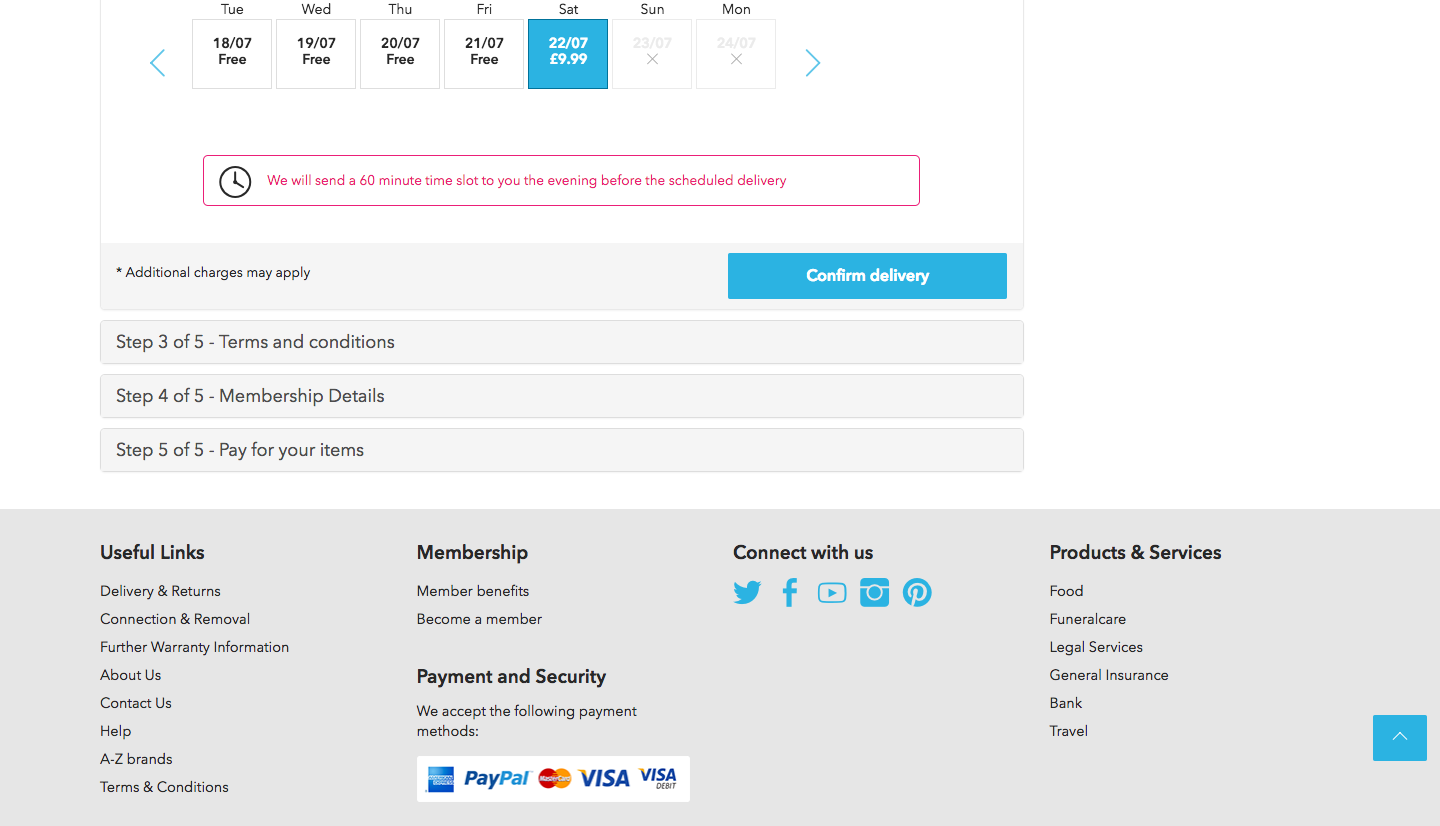 Tue Wed Thu Fri Sat Sun Mon
18/07 19/07 20/07 21/07 22/07 23/07 24/07
Free Free Free Free £9.99
We will send a 60 minute time slot to you the evening before the scheduled delivery
* Additional charges may apply
Confirm delivery
Step 3 of 5 - Terms and conditions
Step 4 of 5 - Membership Details
Step 5 of 5 - Pay for your items
Useful Links
Delivery & Returns
Connection & Removal
Further Warranty Information
About Us
Contact Us
Help
A-Z brands
Terms & Conditions
Membership
Member benefits
Become a member
Payment and Security
We accept the following payment
methods:
AMERICAN EXPRESS PayPal MasterCard VISA VISA
DEBIT
Connect with us
Products & Services
Food
Funeralcare
Legal Services
General Insurance
Bank
Travel